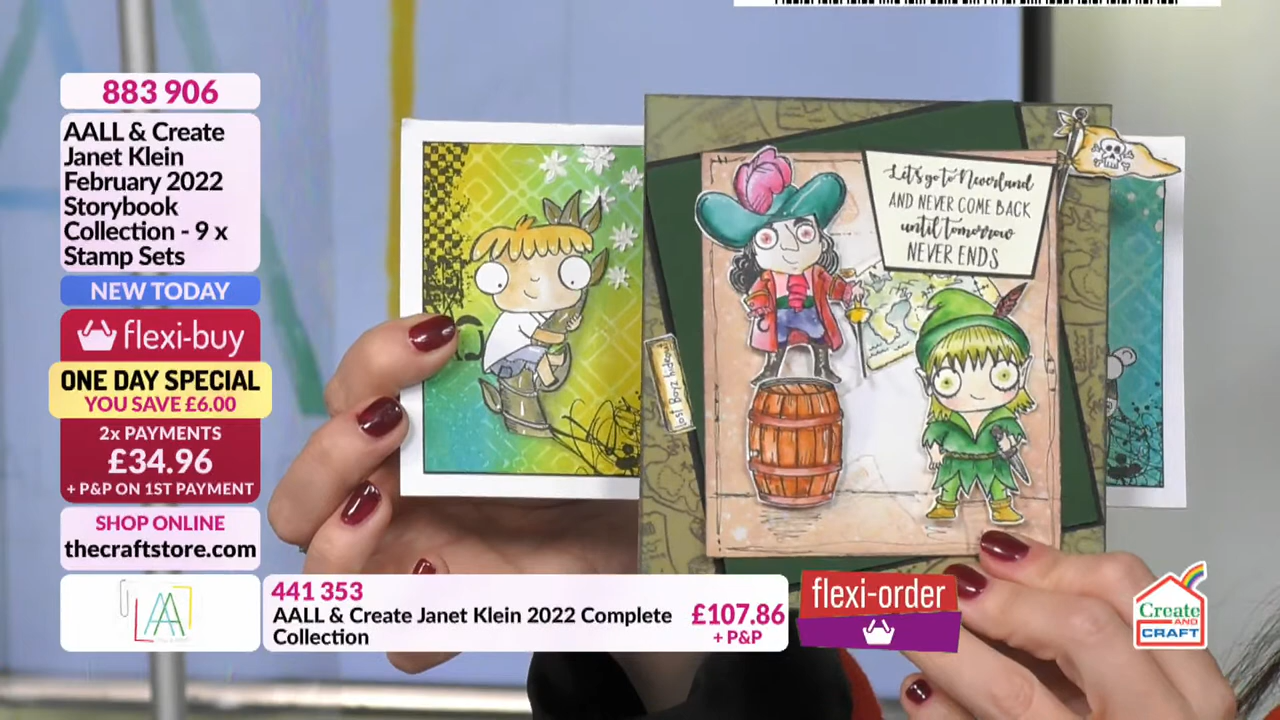 883 906
AALL & Create
Janet Klein
February 2022
Storybook
Collection - 9 x
Stamp Sets
NEW TODAY
flexi-buy
ONE DAY SPECIAL
YOU SAVE £6.00
2x PAYMENTS
£34.96
+ P&P ON 1ST PAYMENT
SHOP ONLINE
thecraftstore.com
Let's go to Neverland
AND NEVER COME BACK
until tomorrow
NEVER ENDS
441 353
AALL & Create Janet Klein 2022 Complete
Collection
£107.86
+ P&P
flexi-order
Create
AND
CRAFT